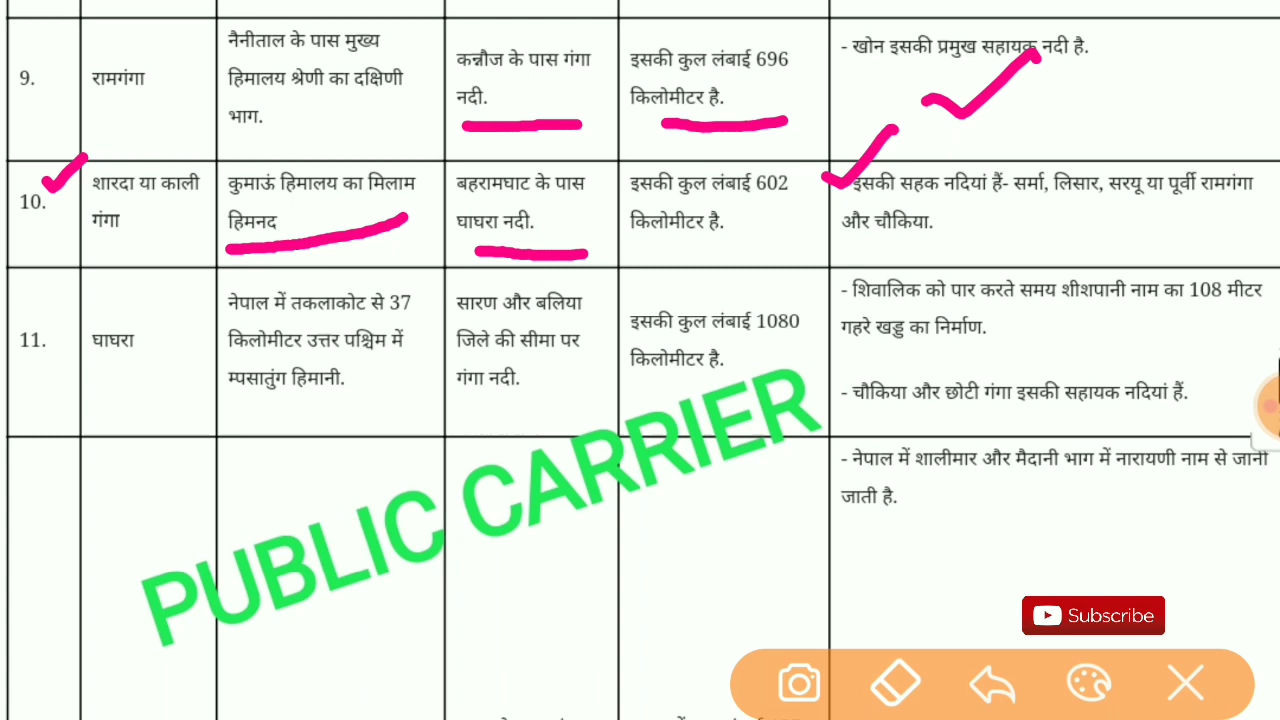 9.
रामगंगा
नैनीताल के पास मुख्य
हिमालय श्रेणी का दक्षिणी
भाग.
कन्नौज के पास गंगा
नदी.
इसकी कुल लंबाई 696
किलोमीटर है.
- खोन इसकी प्रमुख सहायक नदी है.
10.
शारदा या काली
गंगा
कुमाऊं हिमालय का मिलाम
हिमनद
बहरामघाट के पास
घाघरा नदी.
इसकी कुल लंबाई 602
किलोमीटर है.
इसकी सहक नदियां हैं- सर्मा, लिसार, सरयू या पूर्वी रामगंगा
और चौकिया.
11.
घाघरा
नेपाल में तकलाकोट से 37
किलोमीटर उत्तर पश्चिम में
म्पसातुंग हिमानी.
सारण और बलिया
जिले की सीमा पर
गंगा नदी.
इसकी कुल लंबाई 1080
किलोमीटर है.
- शिवालिक को पार करते समय शीशपानी नाम का 108 मीटर
गहरे खड्ड का निर्माण.
- चौकिया और छोटी गंगा इसकी सहायक नदियां हैं.
- नेपाल में शालीमार और मैदानी भाग में नारायणी नाम से जानी
जाती है.
PUBLIC CARRIER
Subscribe